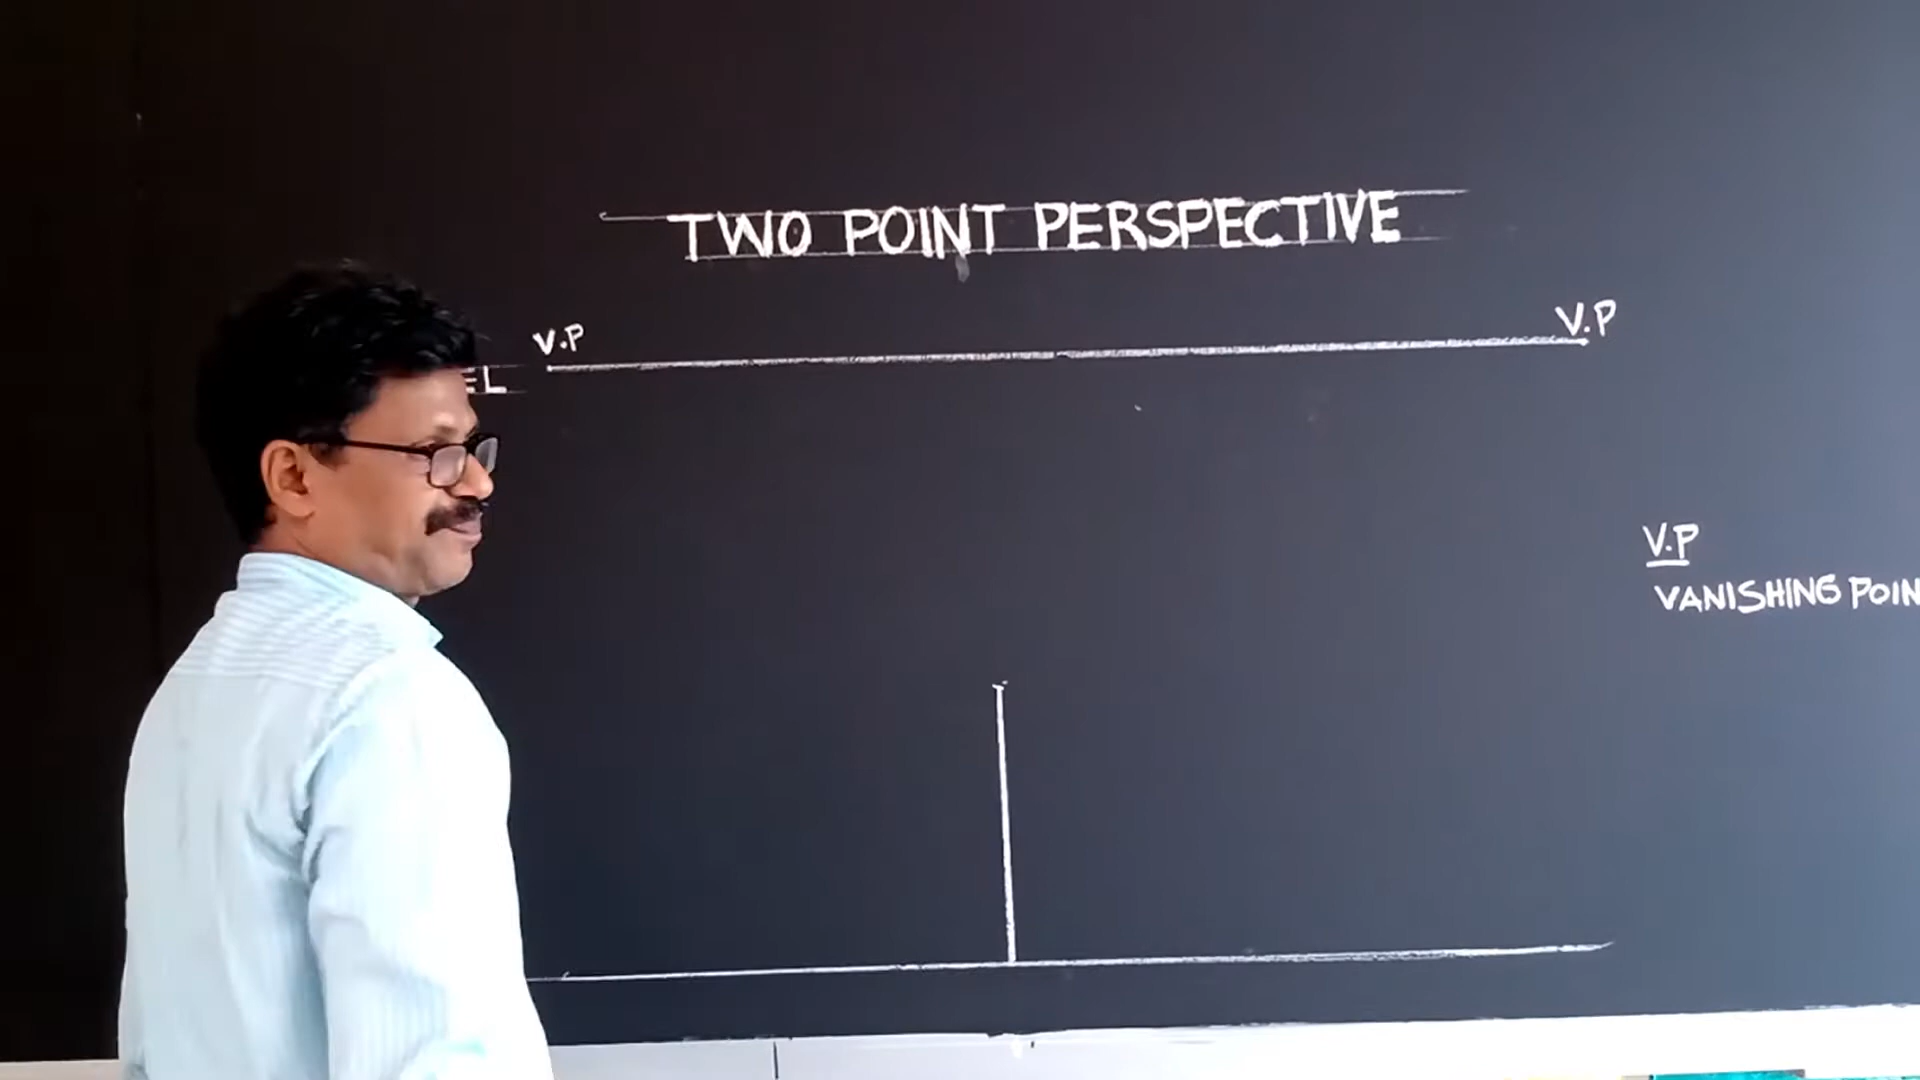 TWO POINT PERSPECTIVE
V.P
V.P
EL
V.P
VANISHING POIN